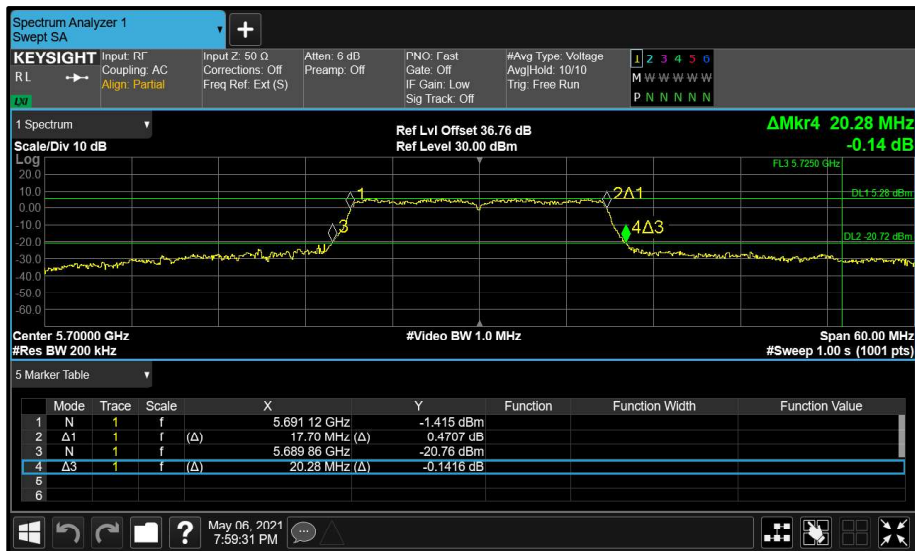 Spectrum Analyzer 1
Swept SA
+
KEYSIGHT Input: RF Input Z: 50 Ω Atten: 6 dB PNO: Fast #Avg Type: Voltage 1 2 3 4 5 6
RL Coupling: AC Corrections: Off Preamp: Off Gate: Off Avg|Hold: 10/10 M W W W W W
Align: Partial Freq Ref: Ext (S) IF Gain: Low Trig: Free Run
LXI Sig Track: Off P N N N N N
1 Spectrum Ref Lvl Offset 36.76 dB ΔMkr4 20.28 MHz
Scale/Div 10 dB Ref Level 30.00 dBm -0.14 dB
Log
FL3 5.7250 GHz
20.0
10.0
1 2Δ1 DL1 5.28 dBm
0.00
-10.0
3 4Δ3
-20.0 DL2 -20.72 dBm
-30.0
-40.0
-50.0
-60.0
Center 5.70000 GHz #Video BW 1.0 MHz Span 60.00 MHz
#Res BW 200 kHz #Sweep 1.00 s (1001 pts)
5 Marker Table
Mode Trace Scale X Y Function Function Width Function Value
1 N 1 f 5.691 12 GHz -1.415 dBm
2 Δ1 1 f (Δ) 17.70 MHz (Δ) 0.4707 dB
3 N 1 f 5.689 86 GHz -20.76 dBm
4 Δ3 1 f (Δ) 20.28 MHz (Δ) -0.1416 dB
5
6
? May 06, 2021
7:59:31 PM